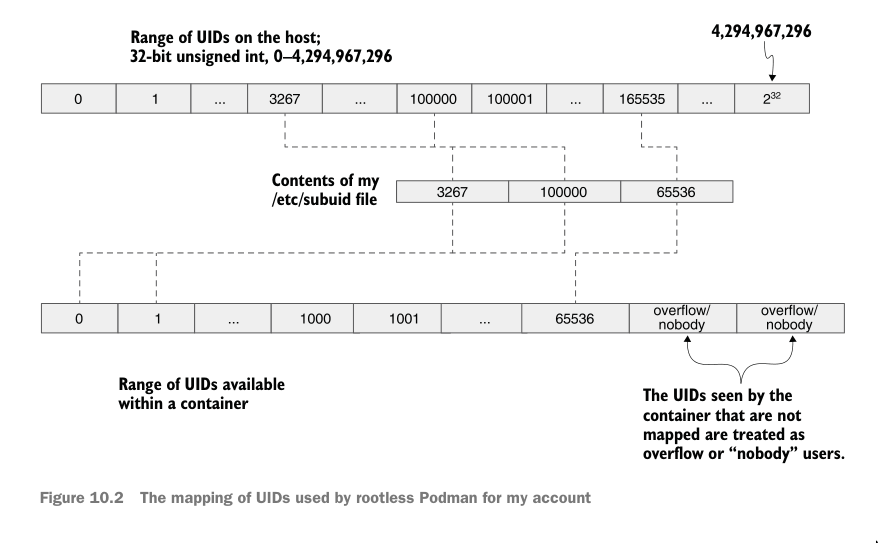 Range of UIDs on the host;
32-bit unsigned int, 0–4,294,967,296
4,294,967,296
0 1 ... 3267 ... 100000 100001 ... 165535 ... 2³²
Contents of my
/etc/subuid file
3267 100000 65536
0 1 ... 1000 1001 ... 65536 overflow/ overflow/
nobody nobody
Range of UIDs available
within a container
The UIDs seen by the
container that are not
mapped are treated as
overflow or “nobody” users.
Figure 10.2 The mapping of UIDs used by rootless Podman for my account